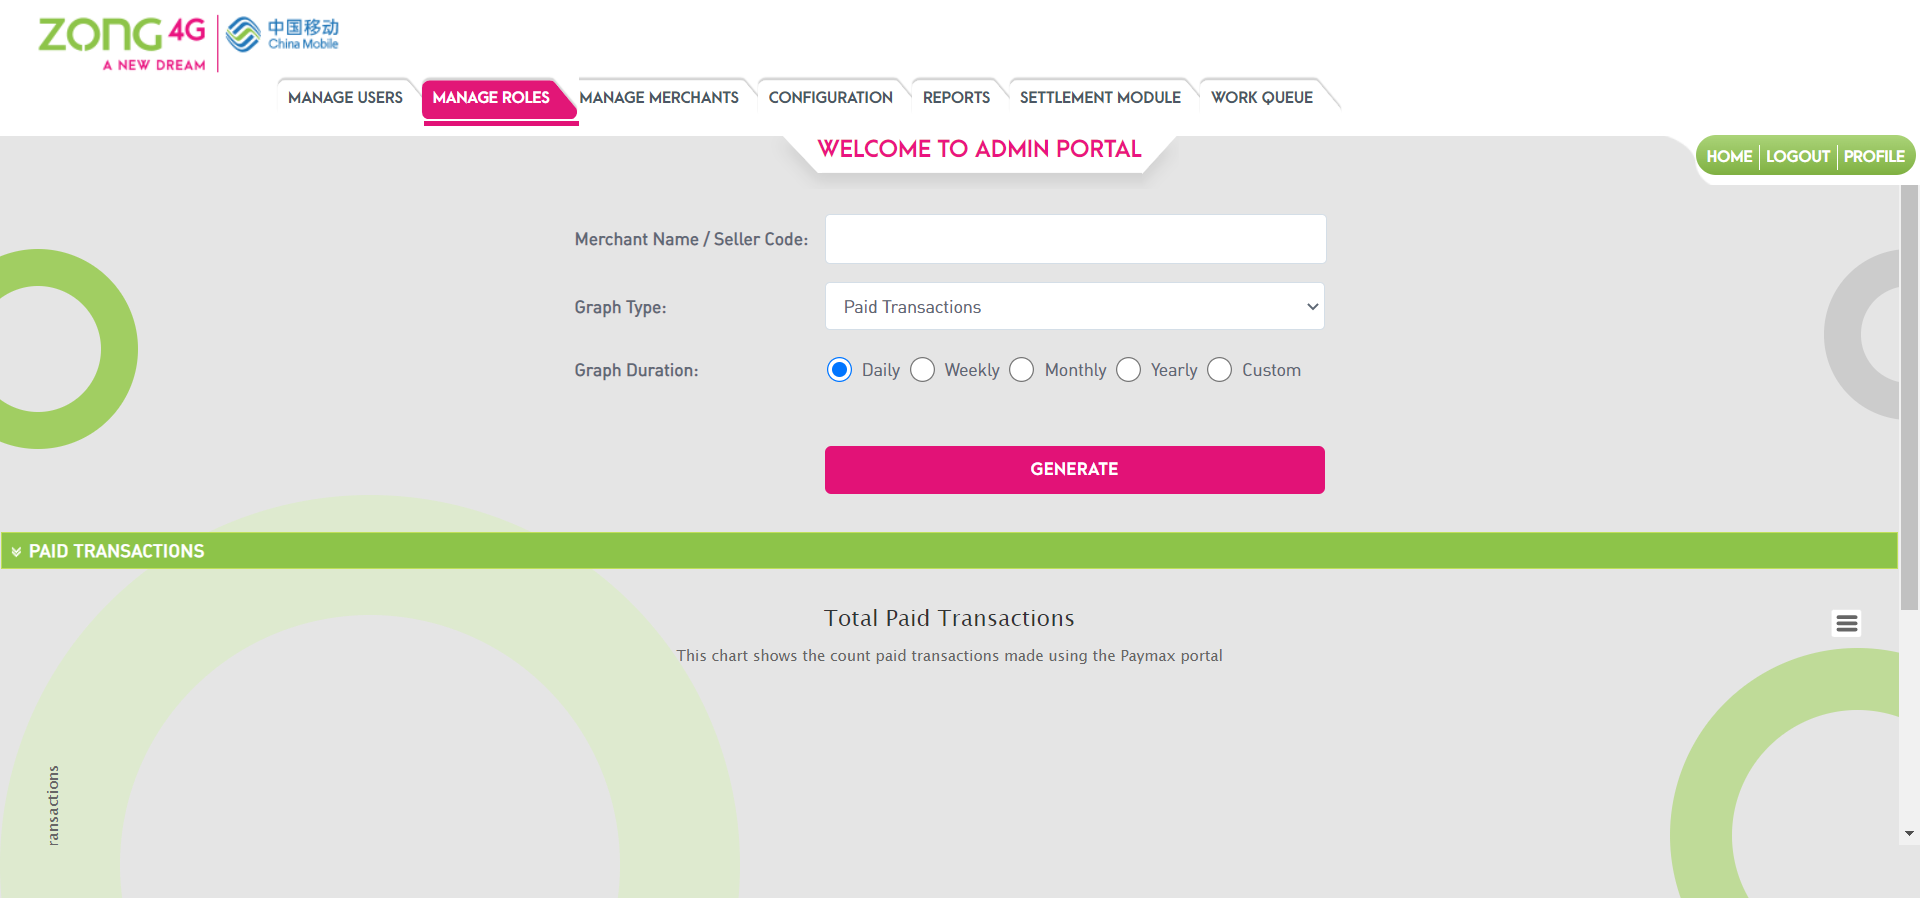 ZONG 4G
A NEW DREAM
中国移动
China Mobile
MANAGE USERS
MANAGE ROLES
MANAGE MERCHANTS
CONFIGURATION
REPORTS
SETTLEMENT MODULE
WORK QUEUE
WELCOME TO ADMIN PORTAL
HOME
LOGOUT
PROFILE
Merchant Name / Seller Code:
Graph Type:
Paid Transactions
Graph Duration:
Daily
Weekly
Monthly
Yearly
Custom
GENERATE
PAID TRANSACTIONS
Total Paid Transactions
This chart shows the count paid transactions made using the Paymax portal
ransactions